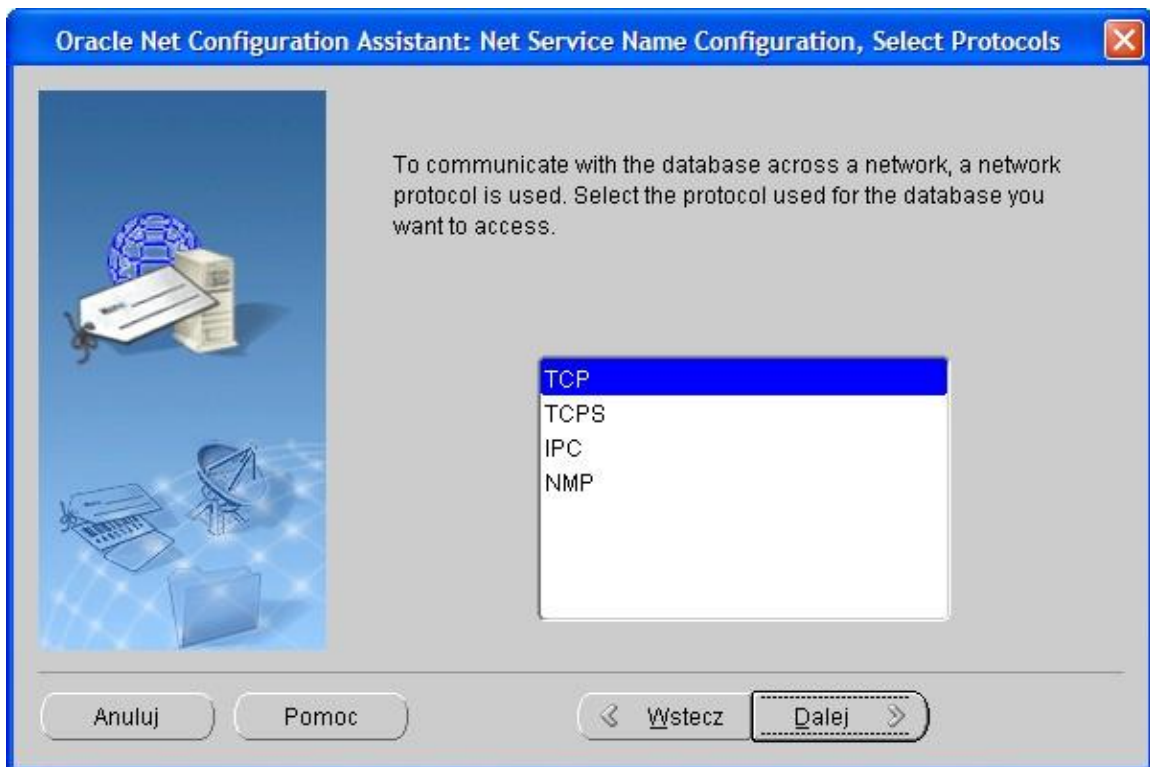 Oracle Net Configuration Assistant: Net Service Name Configuration, Select Protocols
To communicate with the database across a network, a network
protocol is used. Select the protocol used for the database you
want to access.
TCP
TCPS
IPC
NMP
Anuluj
Pomoc
Wstecz
Dalej